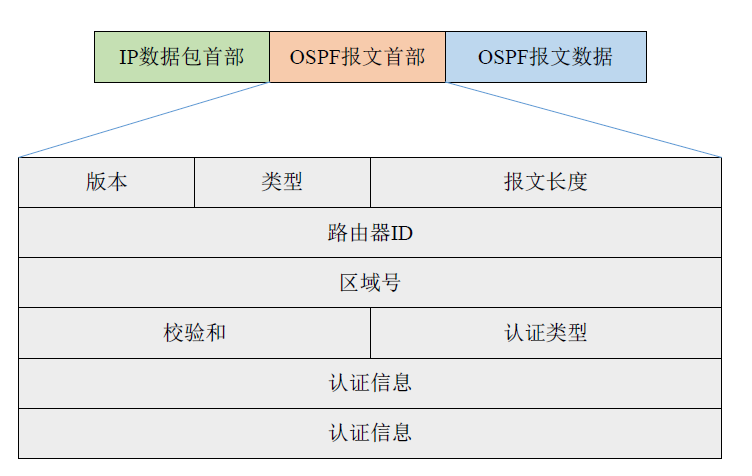 IP数据包首部 OSPF报文首部 OSPF报文数据
版本 类型 报文长度
路由器ID
区域号
校验和 认证类型
认证信息
认证信息